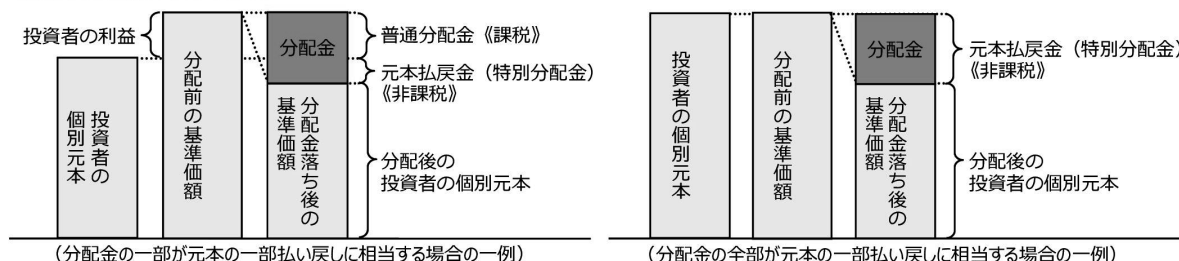 投資者の利益
投資者の
個別元本
分配前の基準価額
分配金
分配金落ち後の
基準価額
普通分配金《課税》
元本払戻金（特別分配金）
《非課税》
分配後の
投資者の個別元本
（分配金の一部が元本の一部払い戻しに相当する場合の一例）
投資者の個別元本
分配前の基準価額
分配金
分配金落ち後の
基準価額
元本払戻金（特別分配金）
《非課税》
分配後の
投資者の個別元本
（分配金の全部が元本の一部払い戻しに相当する場合の一例）